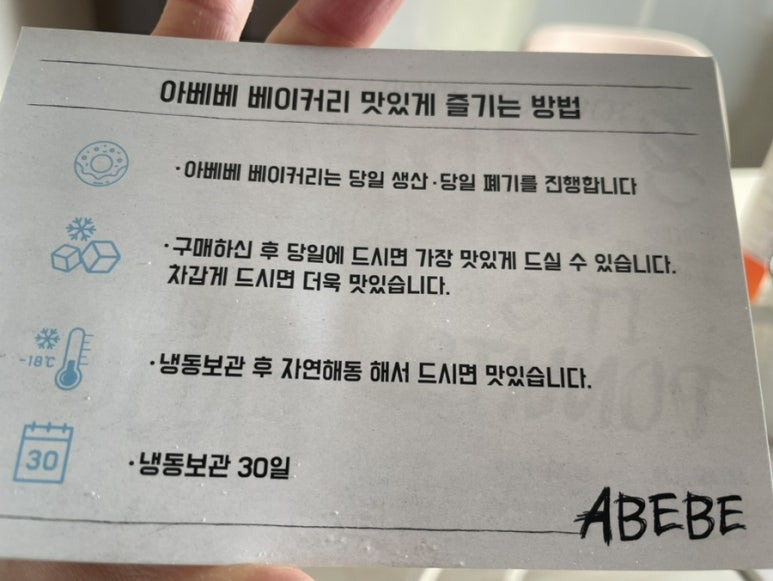 아베베 베이커리 맛있게 즐기는 방법
·아베베 베이커리는 당일 생산·당일 폐기를 진행합니다
·구매하신 후 당일에 드시면 가장 맛있게 드실 수 있습니다.
차갑게 드시면 더욱 맛있습니다.
-18℃
·냉동보관 후 자연해동 해서 드시면 맛있습니다.
30
·냉동보관 30일
ABEBE